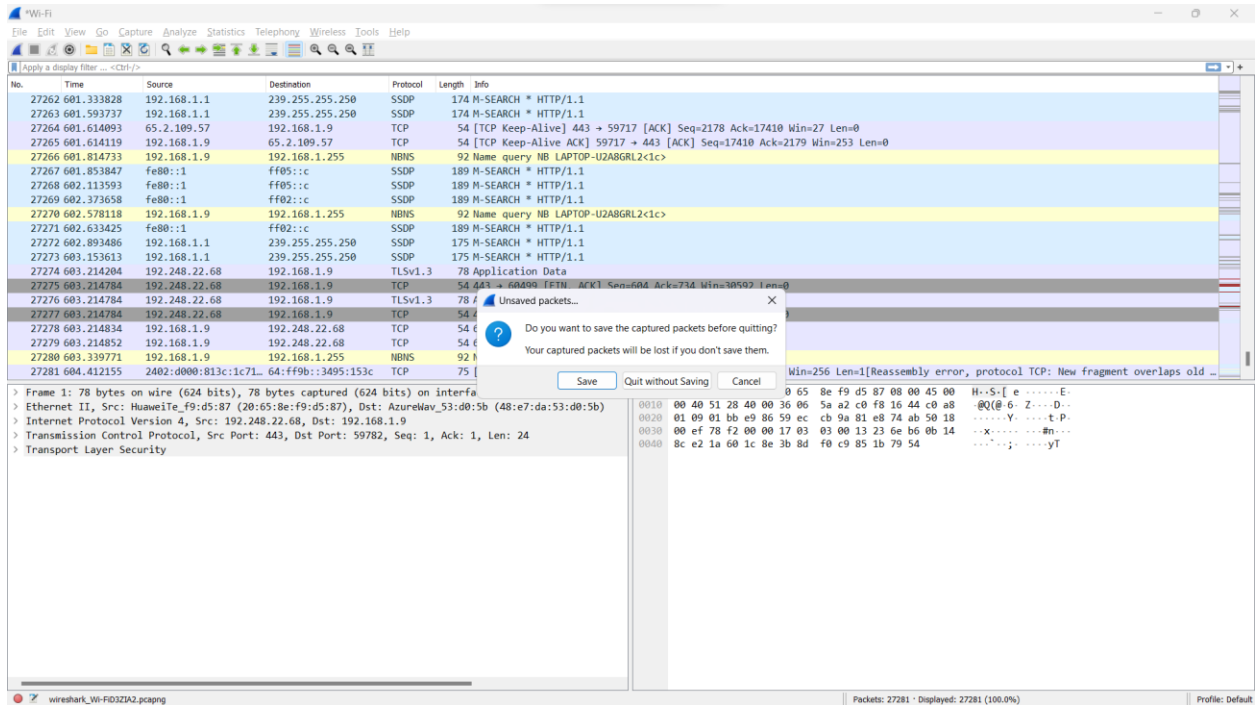 *Wi-Fi
File Edit View Go Capture Analyze Statistics Telephony Wireless Tools Help
Apply a display filter ... <Ctrl-/>
No. Time Source Destination Protocol Length Info
27262 601.333828 192.168.1.1 239.255.255.250 SSDP 174 M-SEARCH * HTTP/1.1
27263 601.593737 192.168.1.1 239.255.255.250 SSDP 174 M-SEARCH * HTTP/1.1
27264 601.614093 65.2.109.57 192.168.1.9 TCP 54 [TCP Keep-Alive] 443 → 59717 [ACK] Seq=2178 Ack=17410 Win=27 Len=0
27265 601.614119 192.168.1.9 65.2.109.57 TCP 54 [TCP Keep-Alive ACK] 59717 → 443 [ACK] Seq=17410 Ack=2179 Win=253 Len=0
27266 601.814733 192.168.1.9 192.168.1.255 NBNS 92 Name query NB LAPTOP-U2A8GRL2<1c>
27267 601.853847 fe80::1 ff05::c SSDP 189 M-SEARCH * HTTP/1.1
27268 602.113593 fe80::1 ff05::c SSDP 189 M-SEARCH * HTTP/1.1
27269 602.373658 fe80::1 ff02::c SSDP 189 M-SEARCH * HTTP/1.1
27270 602.578118 192.168.1.9 192.168.1.255 NBNS 92 Name query NB LAPTOP-U2A8GRL2<1c>
27271 602.633425 fe80::1 ff02::c SSDP 189 M-SEARCH * HTTP/1.1
27272 602.893486 192.168.1.1 239.255.255.250 SSDP 175 M-SEARCH * HTTP/1.1
27273 603.153613 192.168.1.1 239.255.255.250 SSDP 175 M-SEARCH * HTTP/1.1
27274 603.214204 192.248.22.68 192.168.1.9 TLSv1.3 78 Application Data
27275 603.214784 192.248.22.68 192.168.1.9 TCP 54 443 → 60499 [FIN, ACK] Seq=604 Ack=734 Win=30592 Len=0
27276 603.214784 192.248.22.68 192.168.1.9 TLSv1.3 78
27277 603.214784 192.248.22.68 192.168.1.9 TCP 54
27278 603.214834 192.168.1.9 192.248.22.68 TCP 54
27279 603.214852 192.168.1.9 192.248.22.68 TCP 54
27280 603.339771 192.168.1.9 192.168.1.255 NBNS 92
27281 604.412155 2402:d000:813c:1c71… 64:ff9b::3495:153c TCP 75 [ Win=256 Len=1[Reassembly error, protocol TCP: New fragment overlaps old …
Unsaved packets...
Do you want to save the captured packets before quitting?
Your captured packets will be lost if you don't save them.
Save Quit without Saving Cancel
Frame 1: 78 bytes on wire (624 bits), 78 bytes captured (624 bits) on interfa
Ethernet II, Src: HuaweiTe_f9:d5:87 (20:65:8e:f9:d5:87), Dst: AzureWav_53:d0:5b (48:e7:da:53:d0:5b)
Internet Protocol Version 4, Src: 192.248.22.68, Dst: 192.168.1.9
Transmission Control Protocol, Src Port: 443, Dst Port: 59782, Seq: 1, Ack: 1, Len: 24
Transport Layer Security
0 65 8e f9 d5 87 08 00 45 00 H··S·[ e ······E·
0010 00 40 51 28 40 00 36 06 5a a2 c0 f8 16 44 c0 a8 ·@Q(@·6· Z····D··
0020 01 09 01 bb e9 86 59 ec cb 9a 81 e8 74 ab 50 18 ······Y· ····t·P·
0030 00 ef 78 f2 00 00 17 03 03 00 13 23 6e b6 0b 14 ··x····· ···#n···
0040 8c e2 1a 60 1c 8e 3b 8d f0 c9 85 1b 79 54 ···`··;· ····yT
wireshark_Wi-FiD3ZIA2.pcapng
Packets: 27281 · Displayed: 27281 (100.0%)
Profile: Default